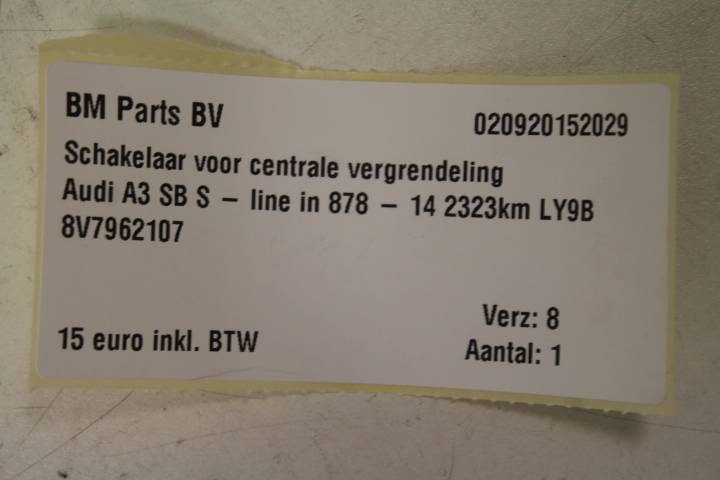 BM Parts BV
020920152029
Schakelaar voor centrale vergrendeling
Audi A3 SB S – line in 878 – 14 2323km LY9B
8V7962107
Verz: 8
15 euro inkl. BTW
Aantal: 1